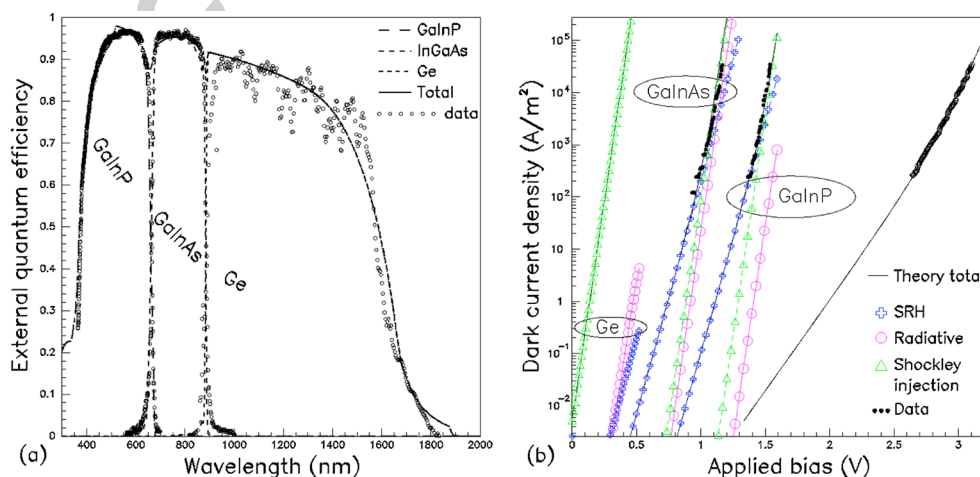 1
0.9
0.8
0.7
0.6
0.5
0.4
0.3
0.2
0.1
0
External quantum efficiency
400 600 800 1000 1200 1400 1600 1800 2000
Wavelength (nm)
(a)
GaInP
InGaAs
Ge
Total
data
GaInP
GaInAs
Ge
10⁵
10⁴
10³
10²
10
1
10⁻¹
10⁻²
Dark current density (A/m²)
0 0.5 1 1.5 2 2.5 3
Applied bias (V)
(b)
GaInAs
GaInP
Ge
Theory total
SRH
Radiative
Shockley
injection
Data